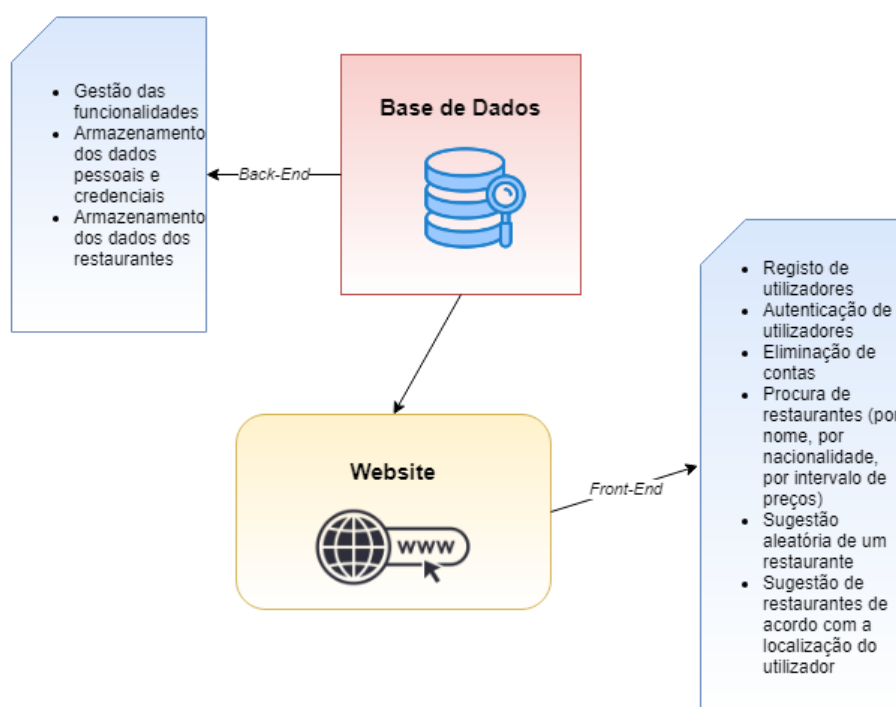 • Gestão das
funcionalidades
• Armazenamento
dos dados
pessoais e
credenciais
• Armazenamento
dos dados dos
restaurantes
Back-End
Base de Dados
Website
www
Front-End
• Registo de
utilizadores
• Autenticação de
utilizadores
• Eliminação de
contas
• Procura de
restaurantes (por
nome, por
nacionalidade,
por intervalo de
preços)
• Sugestão
aleatória de um
restaurante
• Sugestão de
restaurantes de
acordo com a
localização do
utilizador